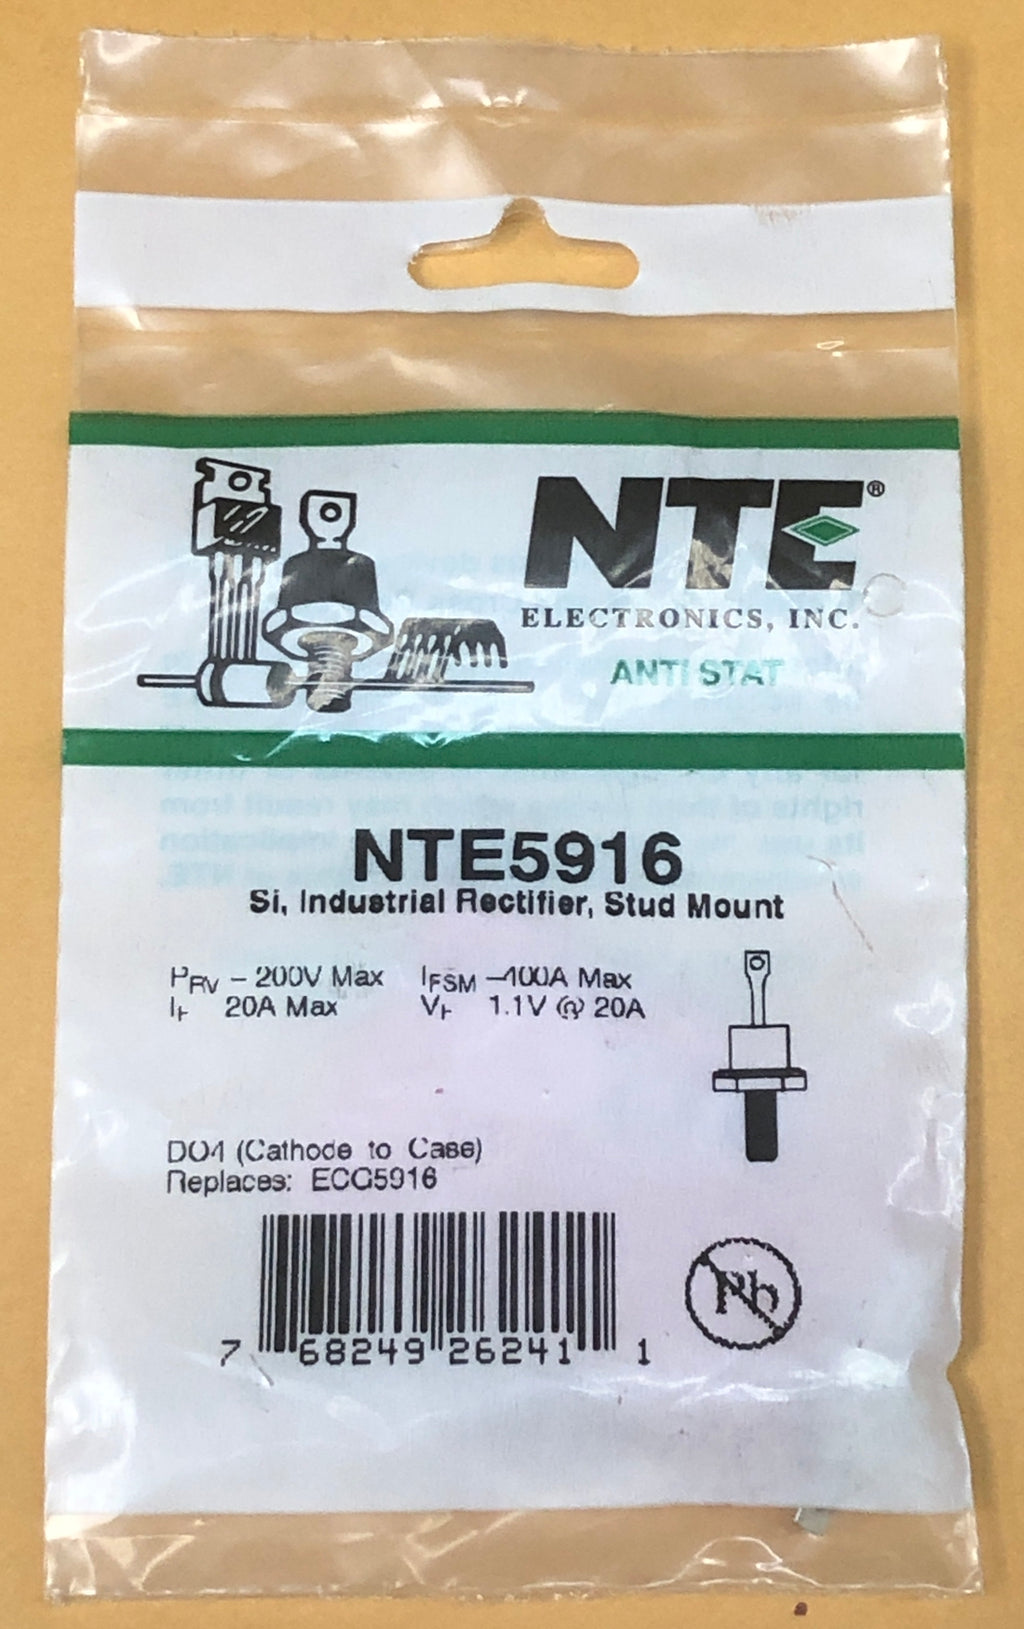 NTE®
ELECTRONICS, INC.
ANTI STAT
NTE5916
Si, Industrial Rectifier, Stud Mount
PRV – 200V Max IFSM –400A Max
IF 20A Max VF 1.1V @ 20A
DO4 (Cathode to Case)
Replaces: ECG5916
Pb
7 68249 26241 1